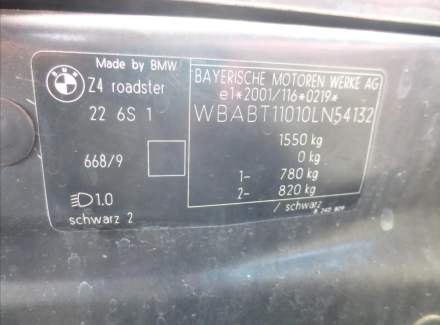 Made by BMW
Z4 roadster
22 6S 1
668/9
1.0
schwarz 2
BAYERISCHE MOTOREN WERKE AG
e1*2001/116*0219*
WBABT11010LN54132
1550 kg
0 kg
1- 780 kg
2- 820 kg
/ schwarz